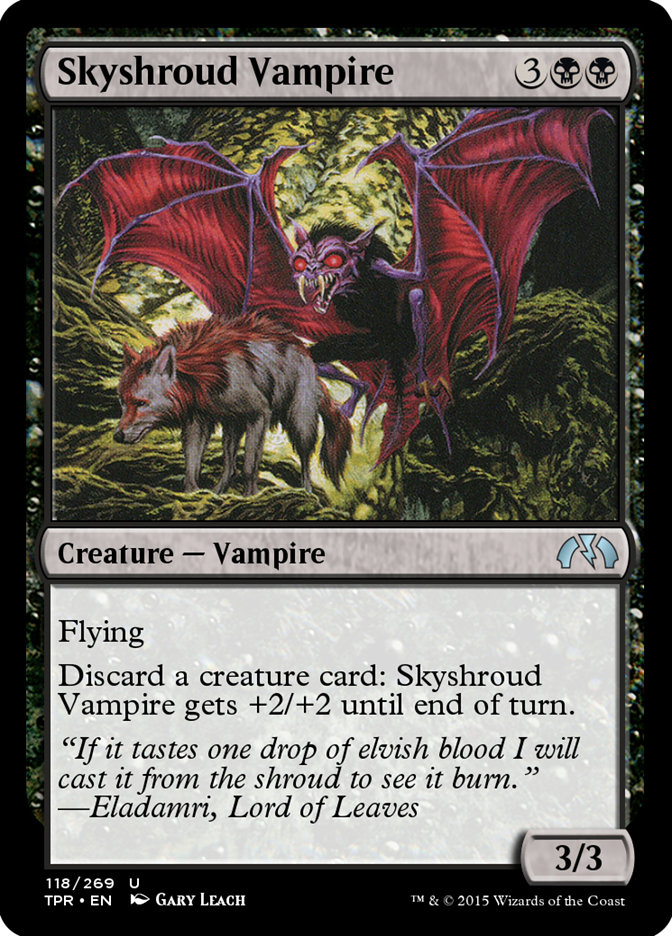 Skyshroud Vampire 3
Creature — Vampire
Flying
Discard a creature card: Skyshroud
Vampire gets +2/+2 until end of turn.
“If it tastes one drop of elvish blood I will
cast it from the shroud to see it burn.”
—Eladamri, Lord of Leaves
3/3
118/269 U
TPR • EN Gary Leach ™ & © 2015 Wizards of the Coast